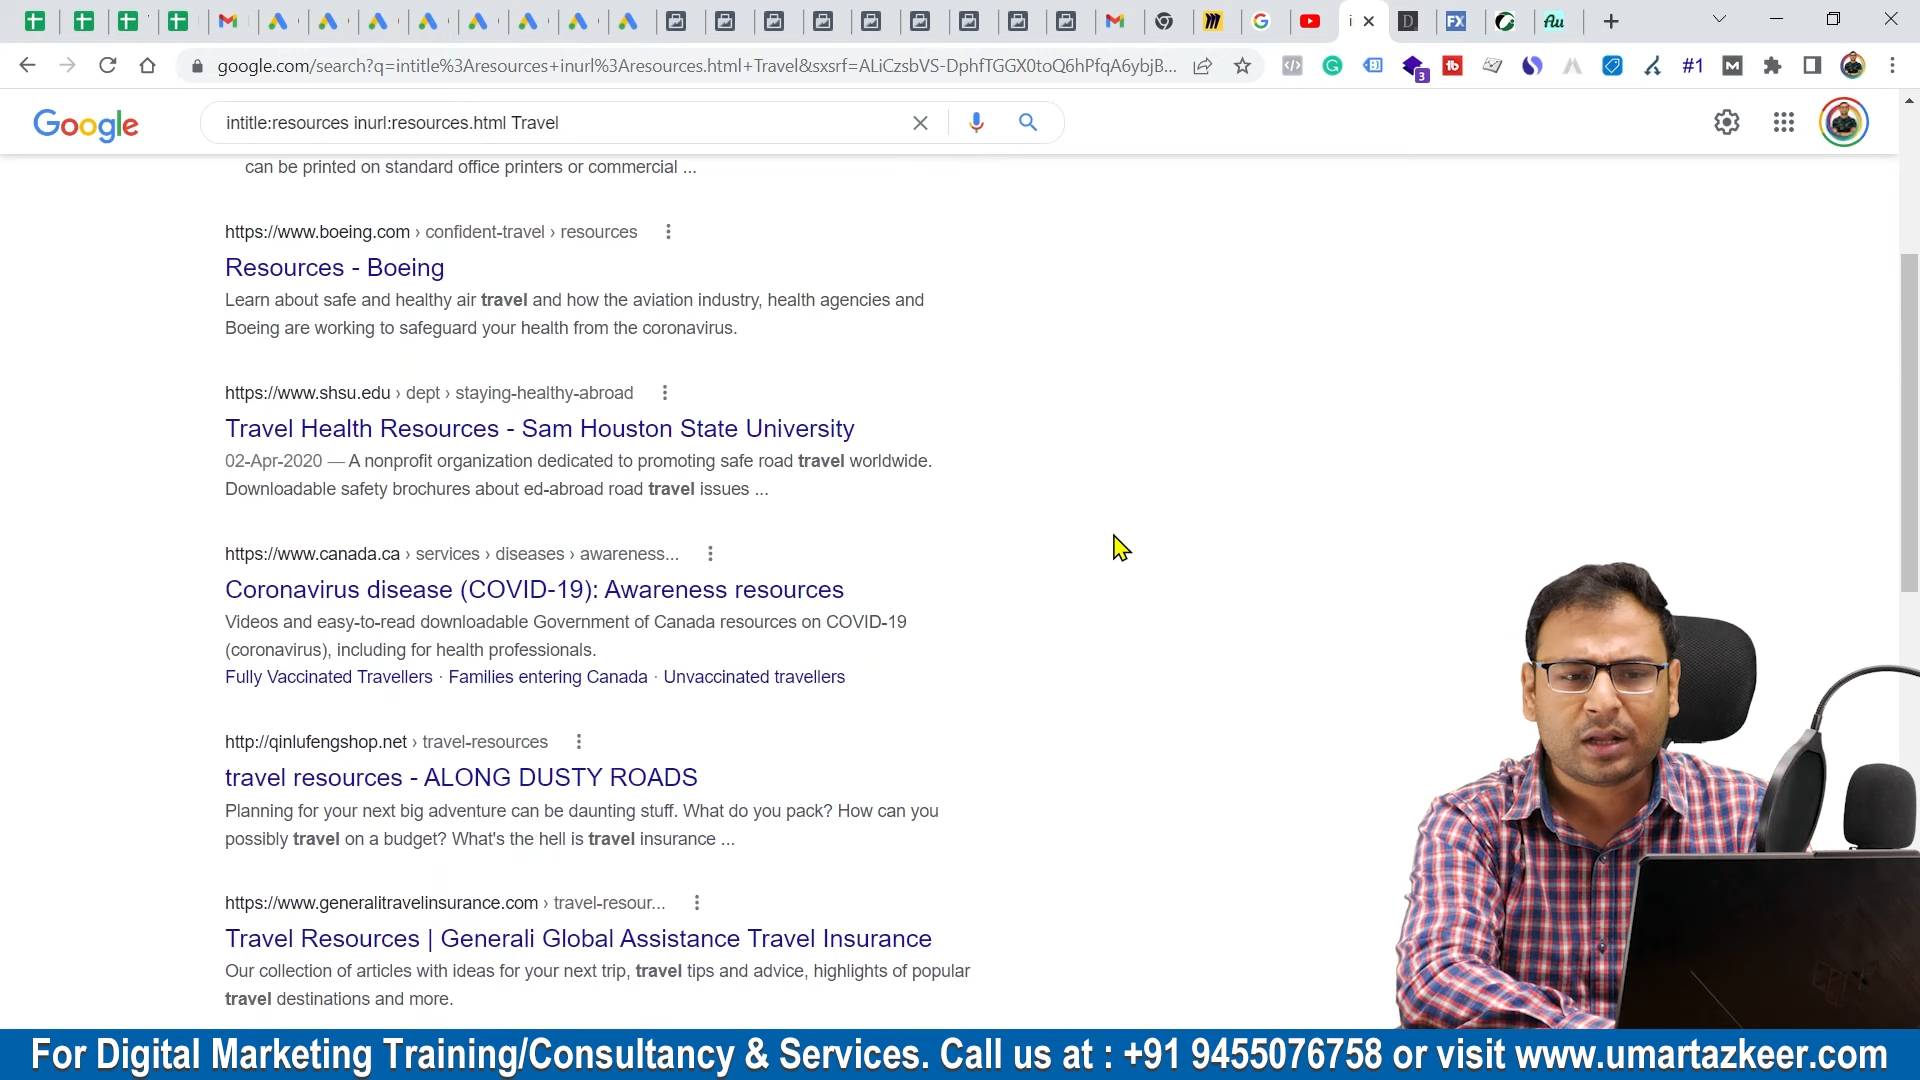 google.com/search?q=intitle%3Aresources+inurl%3Aresources.html+Travel&sxsrf=ALiCzsbVS-DphfTGGX0toQ6hPfqA6ybjB...
#1
3
Google
intitle:resources inurl:resources.html Travel
can be printed on standard office printers or commercial ...
https://www.boeing.com › confident-travel › resources
Resources - Boeing
Learn about safe and healthy air travel and how the aviation industry, health agencies and
Boeing are working to safeguard your health from the coronavirus.
https://www.shsu.edu › dept › staying-healthy-abroad
Travel Health Resources - Sam Houston State University
02-Apr-2020 — A nonprofit organization dedicated to promoting safe road travel worldwide.
Downloadable safety brochures about ed-abroad road travel issues ...
https://www.canada.ca › services › diseases › awareness...
Coronavirus disease (COVID-19): Awareness resources
Videos and easy-to-read downloadable Government of Canada resources on COVID-19
(coronavirus), including for health professionals.
Fully Vaccinated Travellers · Families entering Canada · Unvaccinated travellers
http://qinlufengshop.net › travel-resources
travel resources - ALONG DUSTY ROADS
Planning for your next big adventure can be daunting stuff. What do you pack? How can you
possibly travel on a budget? What's the hell is travel insurance ...
https://www.generalitravelinsurance.com › travel-resour...
Travel Resources | Generali Global Assistance Travel Insurance
Our collection of articles with ideas for your next trip, travel tips and advice, highlights of popular
travel destinations and more.
For Digital Marketing Training/Consultancy & Services. Call us at : +91 9455076758 or visit www.umartazkeer.com